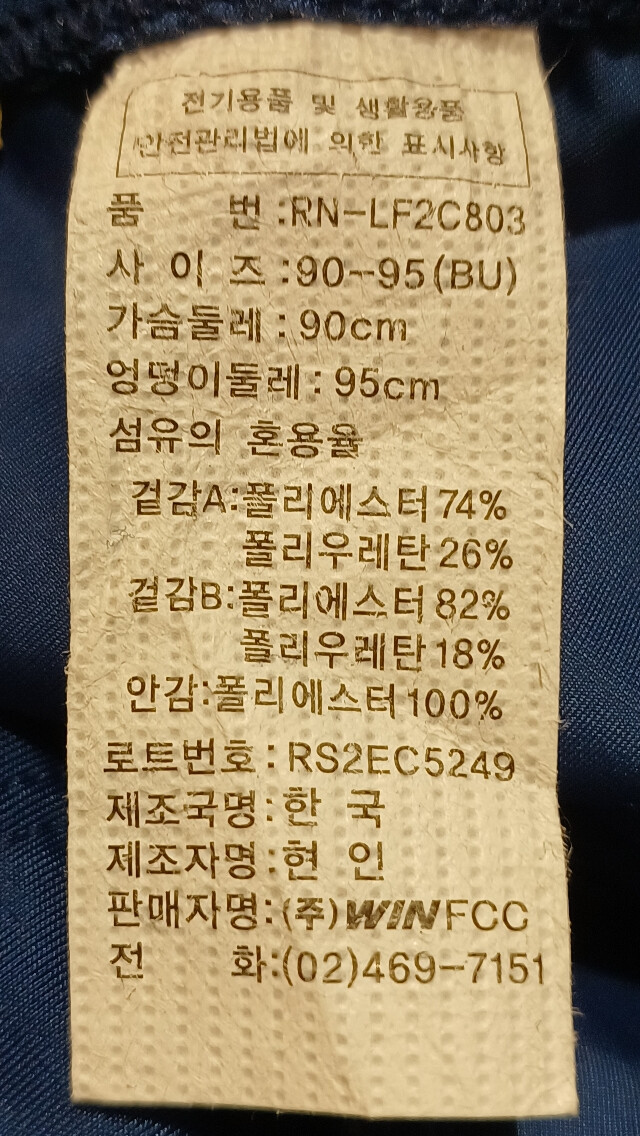 전기용품 및 생활용품
안전관리법에 의한 표시사항
품 번:RN-LF2C803
사 이 즈:90-95(BU)
가슴둘레:90cm
엉덩이둘레:95cm
섬유의 혼용율
겉감A:폴리에스터74%
폴리우레탄26%
겉감B:폴리에스터82%
폴리우레탄18%
안감:폴리에스터100%
로트번호:RS2EC5249
제조국명:한 국
제조자명:현 인
판매자명:(주)WINFCC
전 화:(02)469-7151